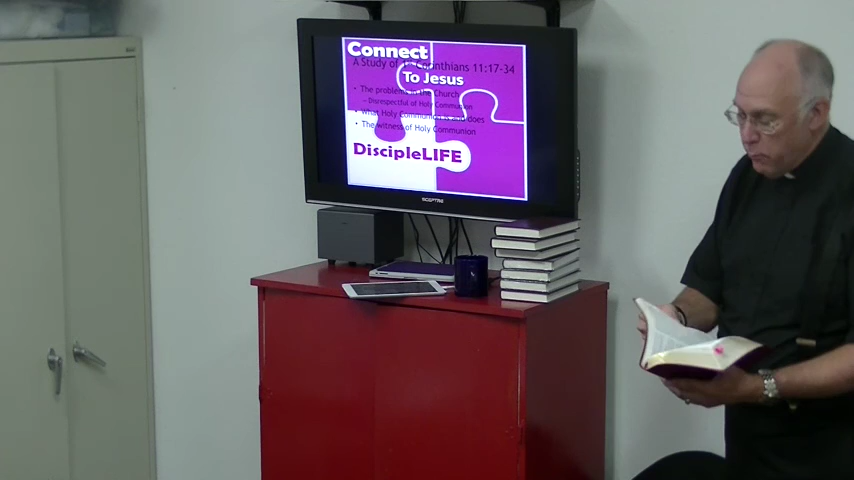 Connect
A Study of 1 Corinthians 11:17-34
To Jesus
• The problems in the Church
– Disrespectful of Holy Communion
• What Holy Communion is and does
• The witness of Holy Communion
DiscipleLIFE
SCEPTRE